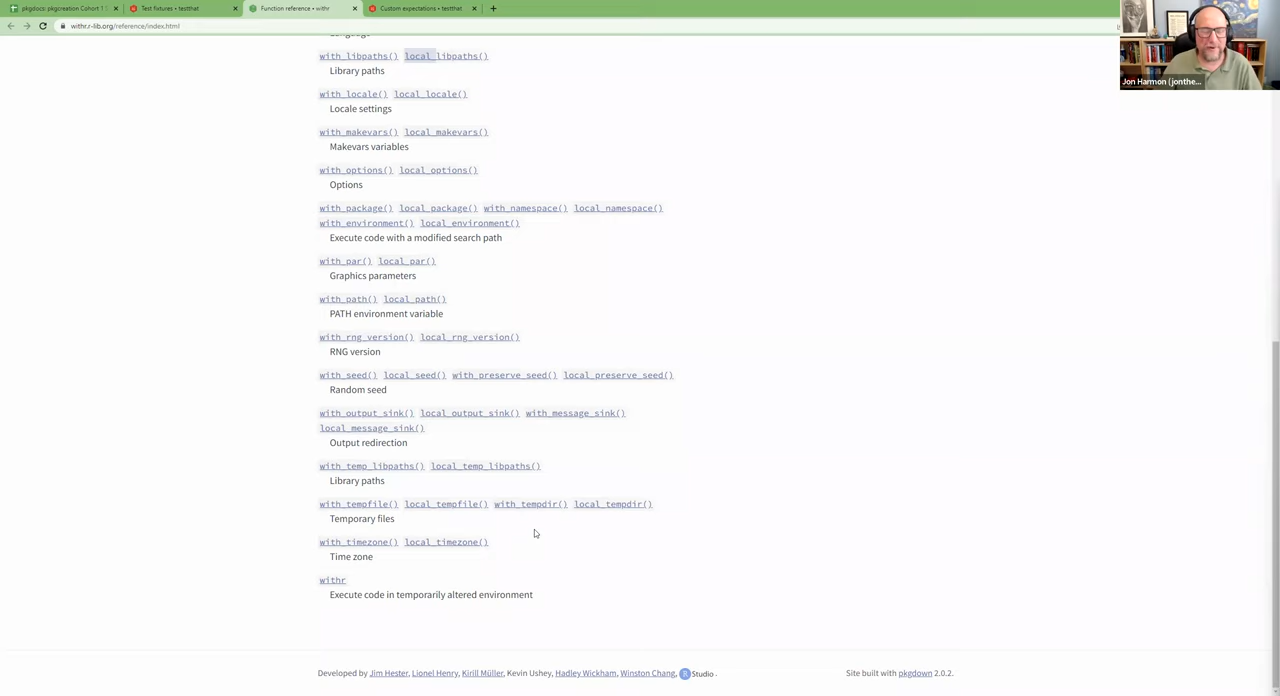 pkgdocs: pkgcreation Cohort 1
Test fixtures • testthat
Function reference • withr
Custom expectations • testthat
withr.r-lib.org/reference/index.html
Language
with_libpaths() local_libpaths()
Library paths
with_locale() local_locale()
Locale settings
with_makevars() local_makevars()
Makevars variables
with_options() local_options()
Options
with_package() local_package() with_namespace() local_namespace()
with_environment() local_environment()
Execute code with a modified search path
with_par() local_par()
Graphics parameters
with_path() local_path()
PATH environment variable
with_rng_version() local_rng_version()
RNG version
with_seed() local_seed() with_preserve_seed() local_preserve_seed()
Random seed
with_output_sink() local_output_sink() with_message_sink()
local_message_sink()
Output redirection
with_temp_libpaths() local_temp_libpaths()
Library paths
with_tempfile() local_tempfile() with_tempdir() local_tempdir()
Temporary files
with_timezone() local_timezone()
Time zone
withr
Execute code in temporarily altered environment
Developed by Jim Hester, Lionel Henry, Kirill Müller, Kevin Ushey, Hadley Wickham, Winston Chang, R Studio .
Site built with pkgdown 2.0.2.
Jon Harmon (jonthe...